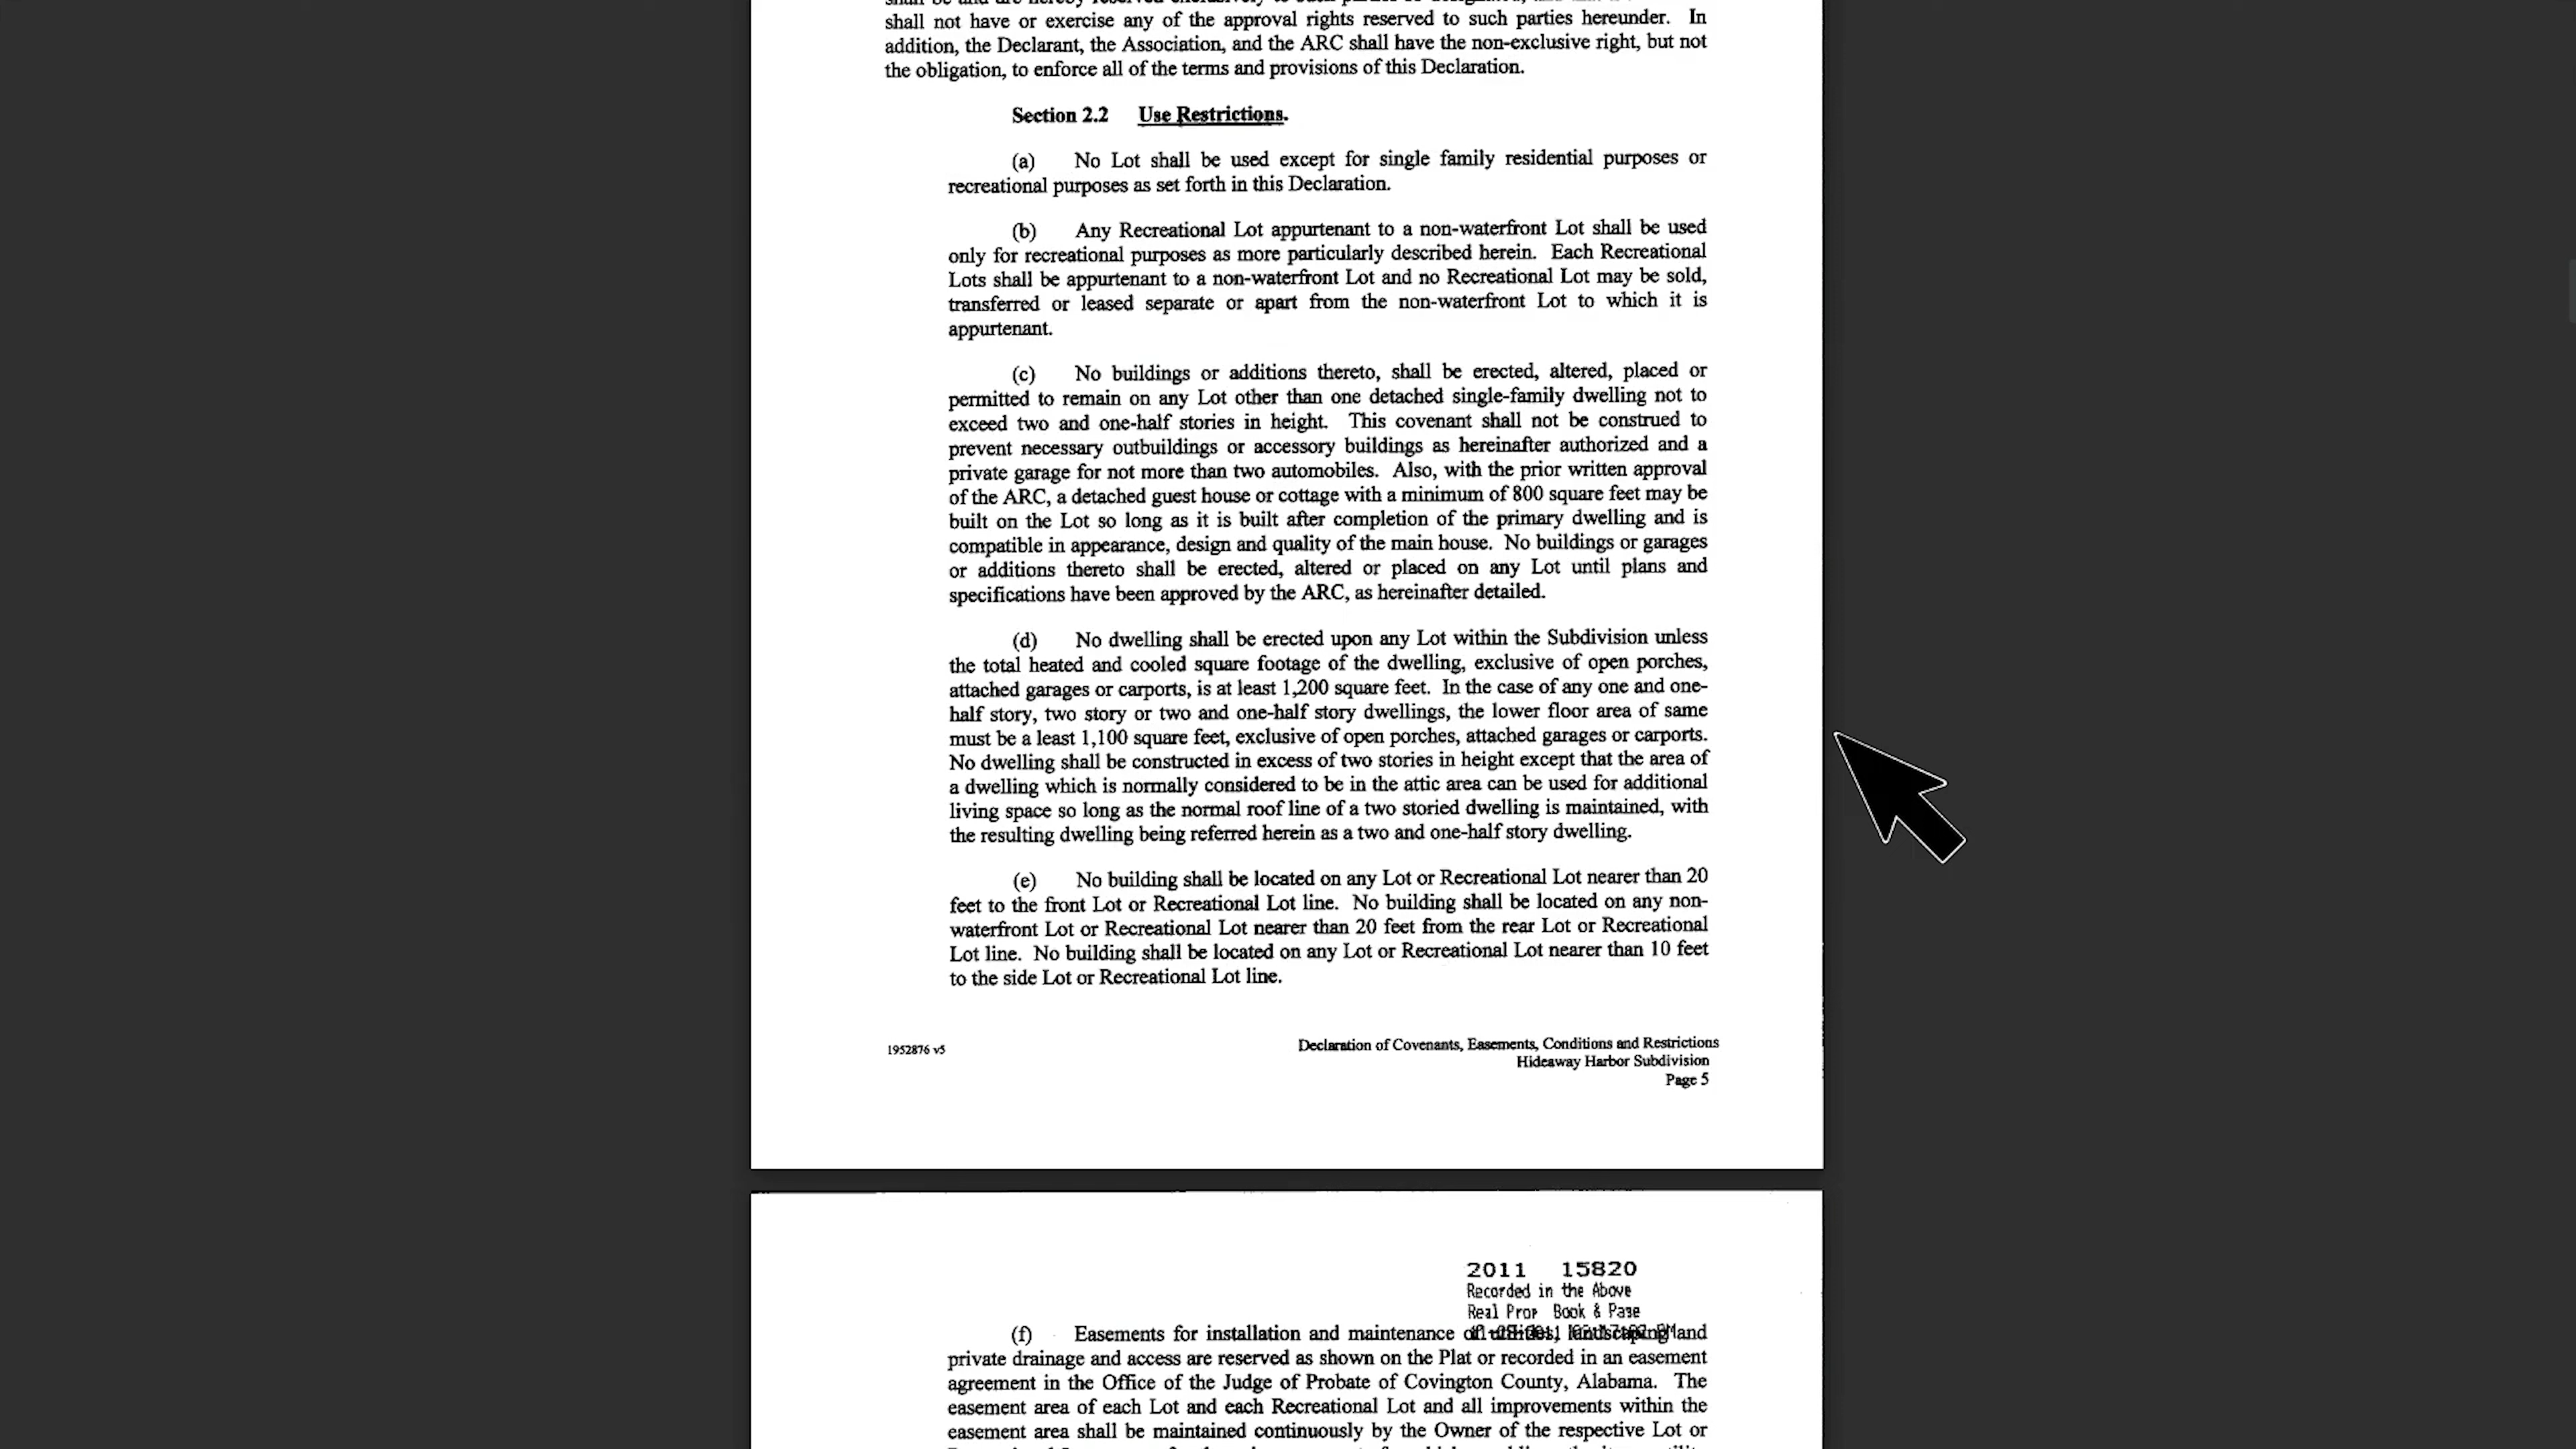 shall not have or exercise any of the approval rights reserved to such parties hereunder. In
addition, the Declarant, the Association, and the ARC shall have the non-exclusive right, but not
the obligation, to enforce all of the terms and provisions of this Declaration.
Section 2.2 Use Restrictions.
(a) No Lot shall be used except for single family residential purposes or
recreational purposes as set forth in this Declaration.
(b) Any Recreational Lot appurtenant to a non-waterfront Lot shall be used
only for recreational purposes as more particularly described herein. Each Recreational
Lots shall be appurtenant to a non-waterfront Lot and no Recreational Lot may be sold,
transferred or leased separate or apart from the non-waterfront Lot to which it is
appurtenant.
(c) No buildings or additions thereto, shall be erected, altered, placed or
permitted to remain on any Lot other than one detached single-family dwelling not to
exceed two and one-half stories in height. This covenant shall not be construed to
prevent necessary outbuildings or accessory buildings as hereinafter authorized and a
private garage for not more than two automobiles. Also, with the prior written approval
of the ARC, a detached guest house or cottage with a minimum of 800 square feet may be
built on the Lot so long as it is built after completion of the primary dwelling and is
compatible in appearance, design and quality of the main house. No buildings or garages
or additions thereto shall be erected, altered or placed on any Lot until plans and
specifications have been approved by the ARC, as hereinafter detailed.
(d) No dwelling shall be erected upon any Lot within the Subdivision unless
the total heated and cooled square footage of the dwelling, exclusive of open porches,
attached garages or carports, is at least 1,200 square feet. In the case of any one and one-
half story, two story or two and one-half story dwellings, the lower floor area of same
must be a least 1,100 square feet, exclusive of open porches, attached garages or carports.
No dwelling shall be constructed in excess of two stories in height except that the area of
a dwelling which is normally considered to be in the attic area can be used for additional
living space so long as the normal roof line of a two storied dwelling is maintained, with
the resulting dwelling being referred herein as a two and one-half story dwelling.
(e) No building shall be located on any Lot or Recreational Lot nearer than 20
feet to the front Lot or Recreational Lot line. No building shall be located on any non-
waterfront Lot or Recreational Lot nearer than 20 feet from the rear Lot or Recreational
Lot line. No building shall be located on any Lot or Recreational Lot nearer than 10 feet
to the side Lot or Recreational Lot line.
1952876 v5
Declaration of Covenants, Easements, Conditions and Restrictions
Hideaway Harbor Subdivision
Page 5
2011 15820
Recorded in the Above
Real Prop Book & Page
(f) Easements for installation and maintenance of utilities, landscaping and
private drainage and access are reserved as shown on the Plat or recorded in an easement
agreement in the Office of the Judge of Probate of Covington County, Alabama. The
easement area of each Lot and each Recreational Lot and all improvements within the
easement area shall be maintained continuously by the Owner of the respective Lot or